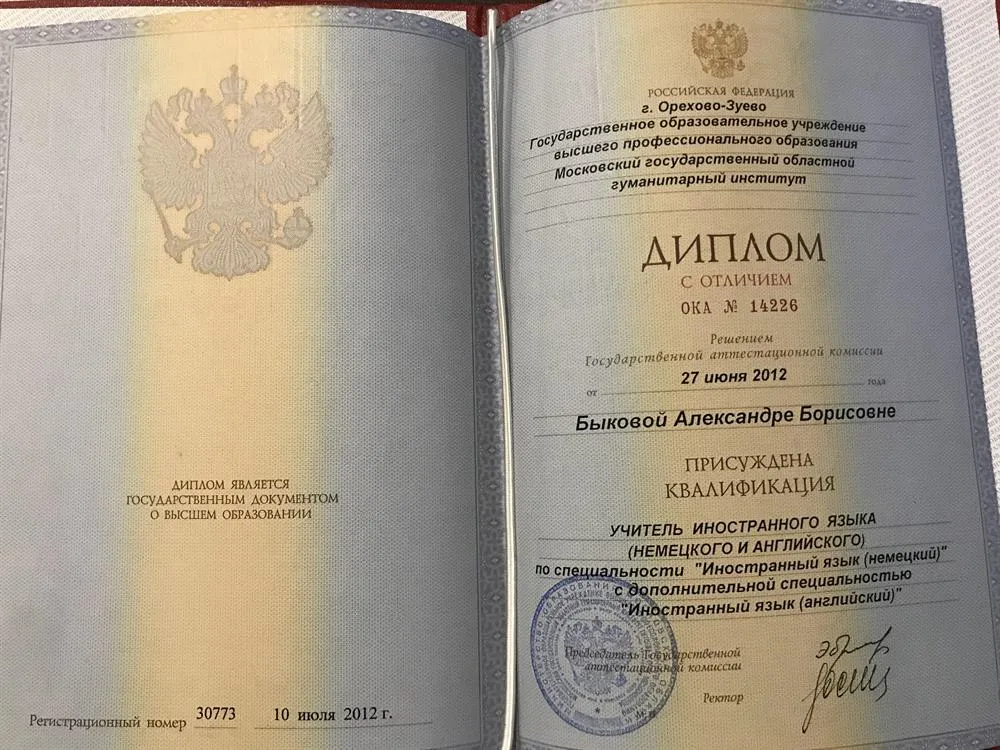 ДИПЛОМ ЯВЛЯЕТСЯ
ГОСУДАРСТВЕННЫМ ДОКУМЕНТОМ
О ВЫСШЕМ ОБРАЗОВАНИИ
Регистрационный номер 30773 10 июля 2012 г.
РОССИЙСКАЯ ФЕДЕРАЦИЯ
г. Орехово-Зуево
Государственное образовательное учреждение
высшего профессионального образования
Московский государственный областной
гуманитарный институт
ДИПЛОМ
С ОТЛИЧИЕМ
ОКА № 14226
Решением
Государственной аттестационной комиссии
от 27 июня 2012 года
Быковой Александре Борисовне
ПРИСУЖДЕНА
КВАЛИФИКАЦИЯ
УЧИТЕЛЬ ИНОСТРАННОГО ЯЗЫКА
(НЕМЕЦКОГО И АНГЛИЙСКОГО)
по специальности "Иностранный язык (немецкий)"
с дополнительной специальностью
"Иностранный язык (английский)"
Председатель Государственной
аттестационной комиссии
Ректор